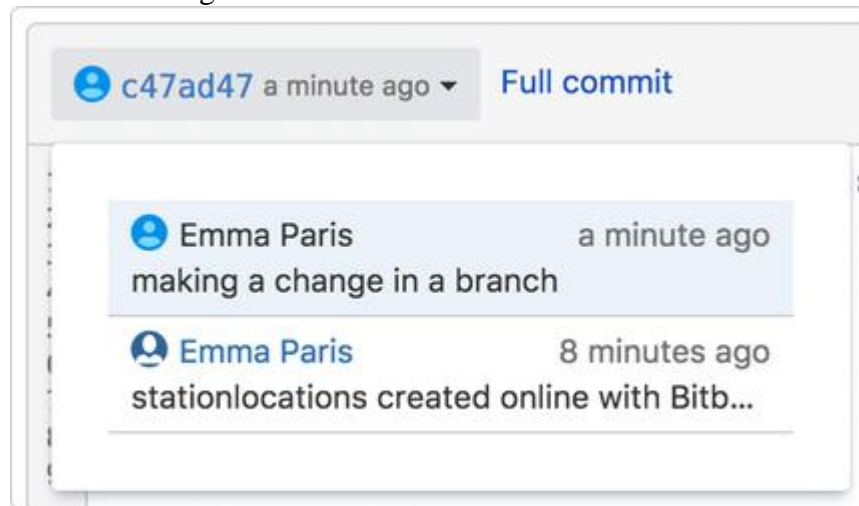 c47ad47 a minute ago Full commit
Emma Paris a minute ago
making a change in a branch
Emma Paris 8 minutes ago
stationlocations created online with Bitb...